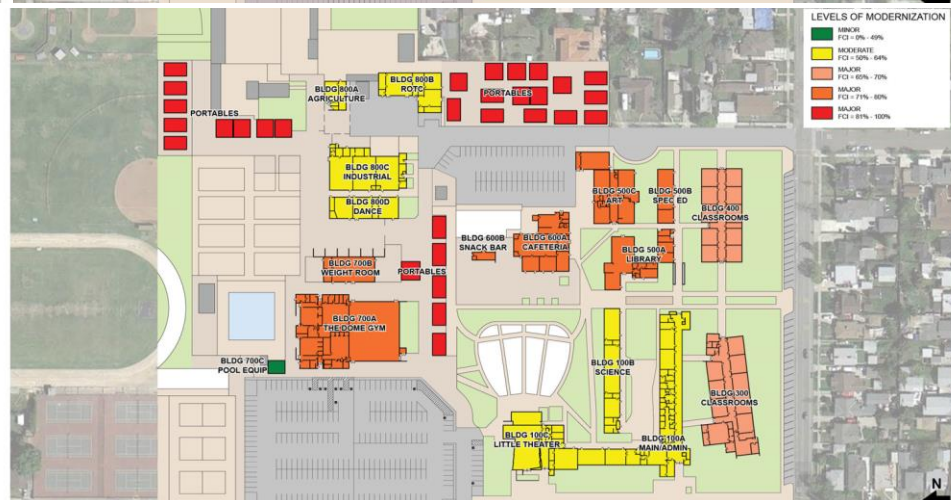 LEVELS OF MODERNIZATION
MINOR
FCI = 0% - 49%
MODERATE
FCI = 50% - 64%
MAJOR
FCI = 65% - 70%
MAJOR
FCI = 71% - 80%
MAJOR
FCI = 81% - 100%
BLDG 800A
AGRICULTURE
BLDG 800B
ROTC
PORTABLES
PORTABLES
BLDG 800C
INDUSTRIAL
BLDG 800D
DANCE
BLDG 500C
ART
BLDG 500B
SPEC ED
BLDG 400
CLASSROOMS
BLDG 600B
SNACK BAR
BLDG 600A
CAFETERIA
BLDG 500A
LIBRARY
BLDG 700B
WEIGHT ROOM
PORTABLES
BLDG 700A
THE DOME GYM
BLDG 700C
POOL EQUIP
BLDG 100B
SCIENCE
BLDG 300
CLASSROOMS
BLDG 100C
LITTLE THEATER
BLDG 100A
MAIN/ADMIN
N